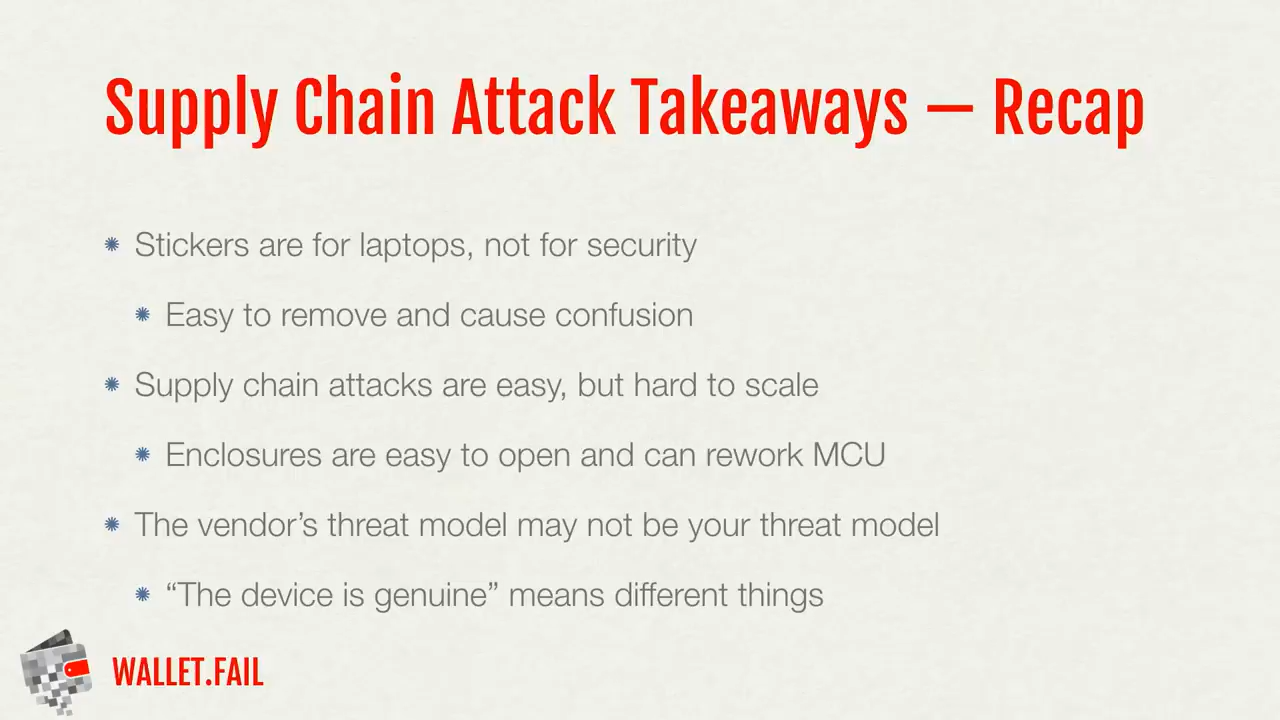 Supply Chain Attack Takeaways — Recap
Stickers are for laptops, not for security
Easy to remove and cause confusion
Supply chain attacks are easy, but hard to scale
Enclosures are easy to open and can rework MCU
The vendor’s threat model may not be your threat model
“The device is genuine” means different things
WALLET.FAIL